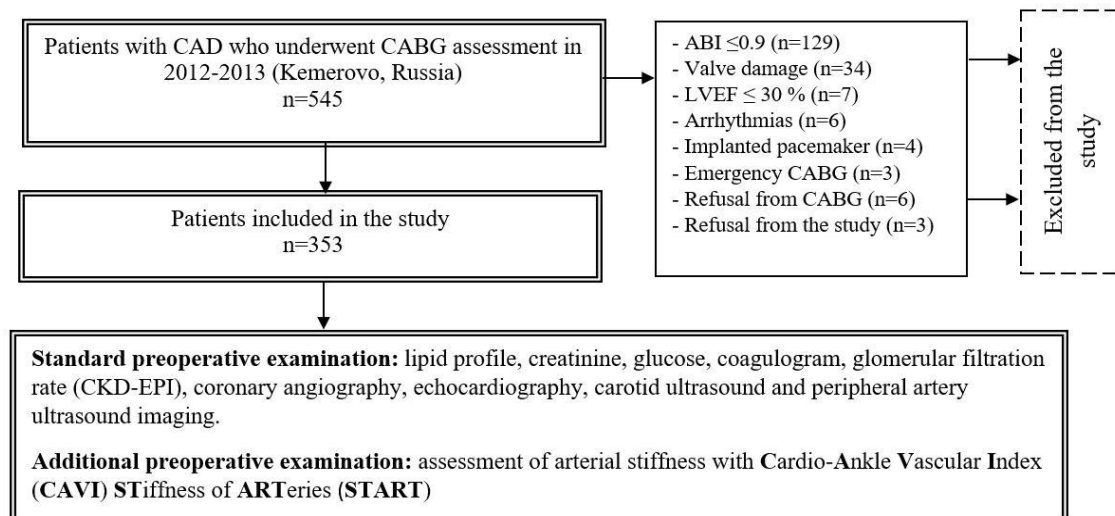 Patients with CAD who underwent CABG assessment in
2012-2013 (Kemerovo, Russia)
n=545
- ABI ≤0.9 (n=129)
- Valve damage (n=34)
- LVEF ≤ 30 % (n=7)
- Arrhythmias (n=6)
- Implanted pacemaker (n=4)
- Emergency CABG (n=3)
- Refusal from CABG (n=6)
- Refusal from the study (n=3)
Excluded from the
study
Patients included in the study
n=353
Standard preoperative examination: lipid profile, creatinine, glucose, coagulogram, glomerular filtration
rate (CKD-EPI), coronary angiography, echocardiography, carotid ultrasound and peripheral artery
ultrasound imaging.
Additional preoperative examination: assessment of arterial stiffness with Cardio-Ankle Vascular Index
(CAVI) STiffness of ARTeries (START)